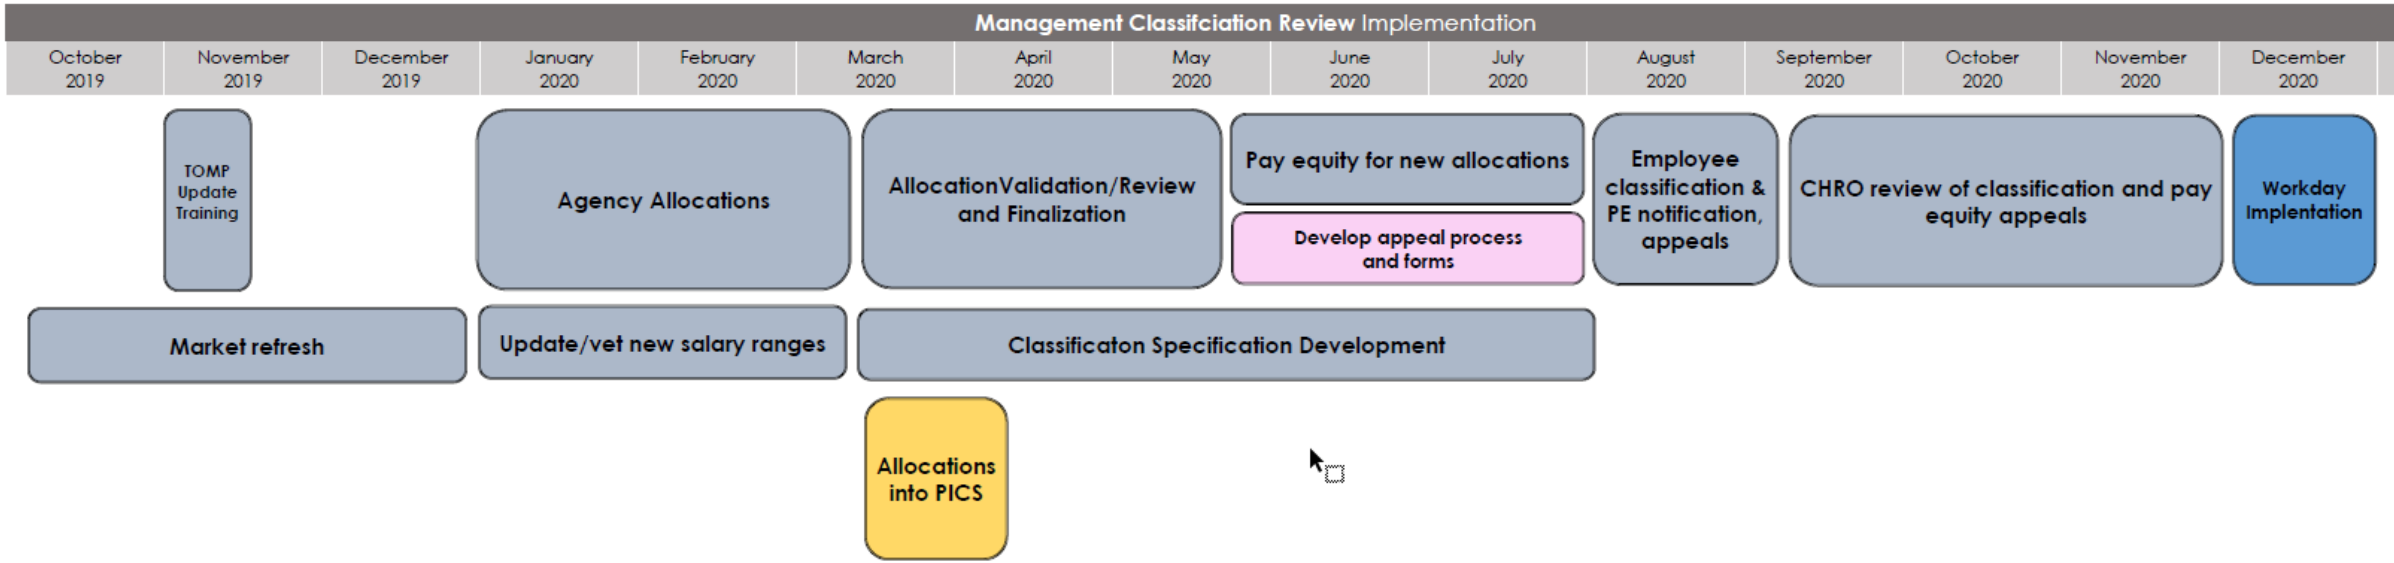 Management Classifciation Review Implementation
October
2019
November
2019
December
2019
January
2020
February
2020
March
2020
April
2020
May
2020
June
2020
July
2020
August
2020
September
2020
October
2020
November
2020
December
2020
TOMP
Update
Training
Agency Allocations
AllocationValidation/Review
and Finalization
Pay equity for new allocations
Develop appeal process
and forms
Employee
classification &
PE notification,
appeals
CHRO review of classification and pay
equity appeals
Workday
Implentation
Market refresh
Update/vet new salary ranges
Classificaton Specification Development
Allocations
into PICS